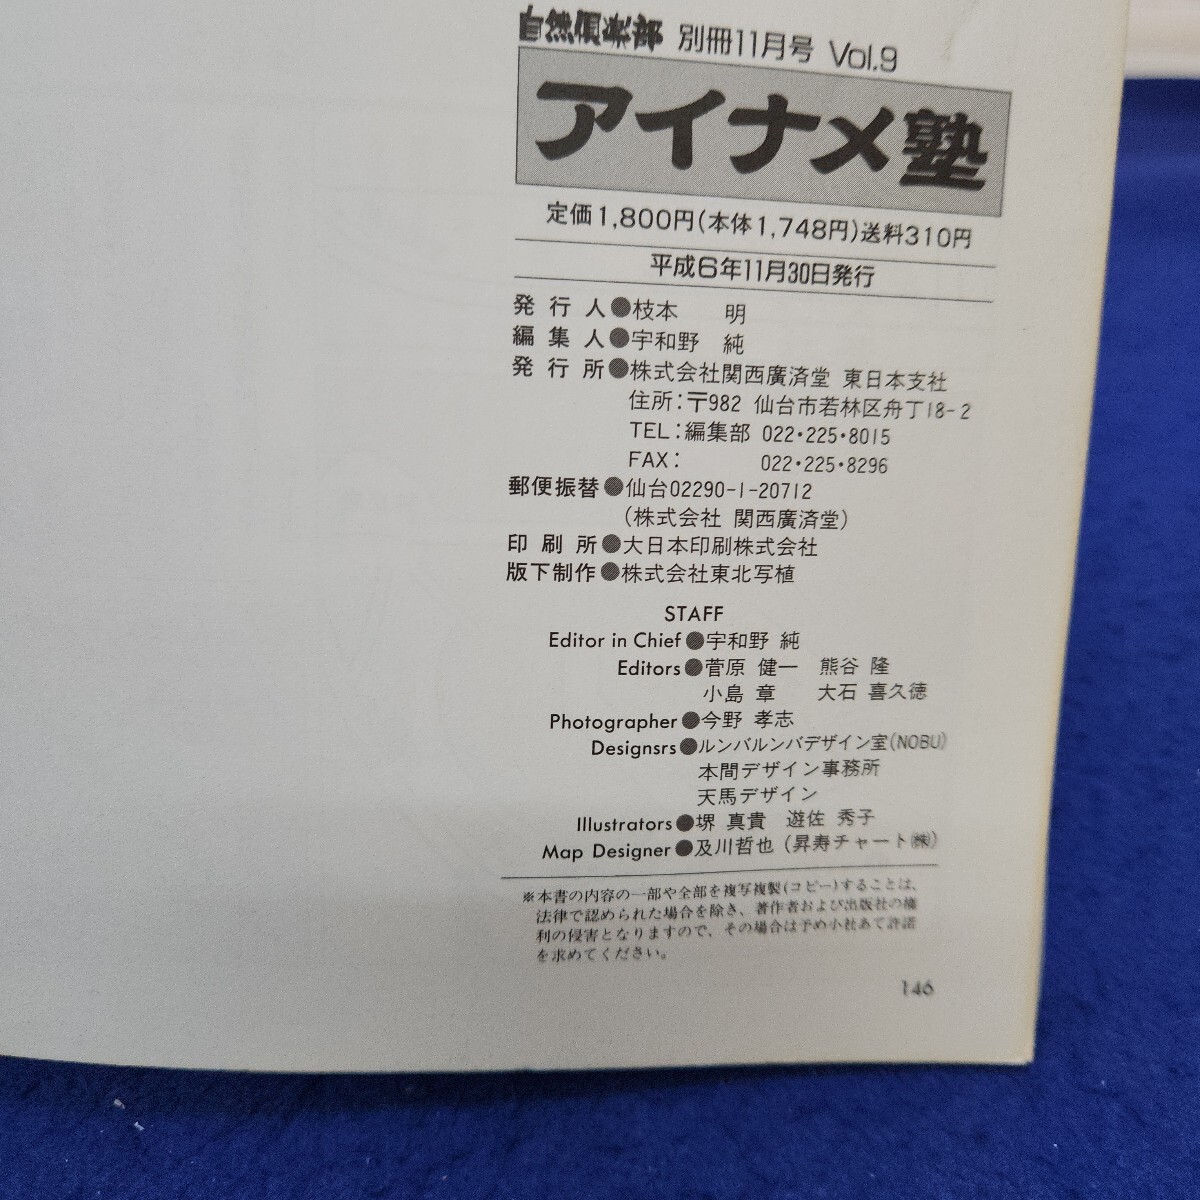 自然倶楽部 別冊11月号 Vol.9
アイナメ塾
定価1,800円(本体1,748円)送料310円
平成6年11月30日発行
発行人●枝本 明
編集人●宇和野 純
発行所●株式会社関西廣済堂 東日本支社
住所:〒982 仙台市若林区舟丁18-2
TEL:編集部 022・225・8015
FAX: 022・225・8296
郵便振替●仙台02290-1-20712
(株式会社 関西廣済堂)
印刷所●大日本印刷株式会社
版下制作●株式会社東北写植
STAFF
Editor in Chief●宇和野 純
Editors●菅原 健一 熊谷 隆
小島 章 大石 喜久徳
Photographer●今野 孝志
Designsrs●ルンバルンバデザイン室(NOBU)
本間デザイン事務所
天馬デザイン
Illustrators●堺 真貴 遊佐 秀子
Map Designer●及川哲也(昇寿チャート㈱)
※本書の内容の一部や全部を複写複製(コピー)することは、
法律で認められた場合を除き、著作者および出版社の権
利の侵害となりますので、その場合は予め小社あて許諾
を求めてください。
146